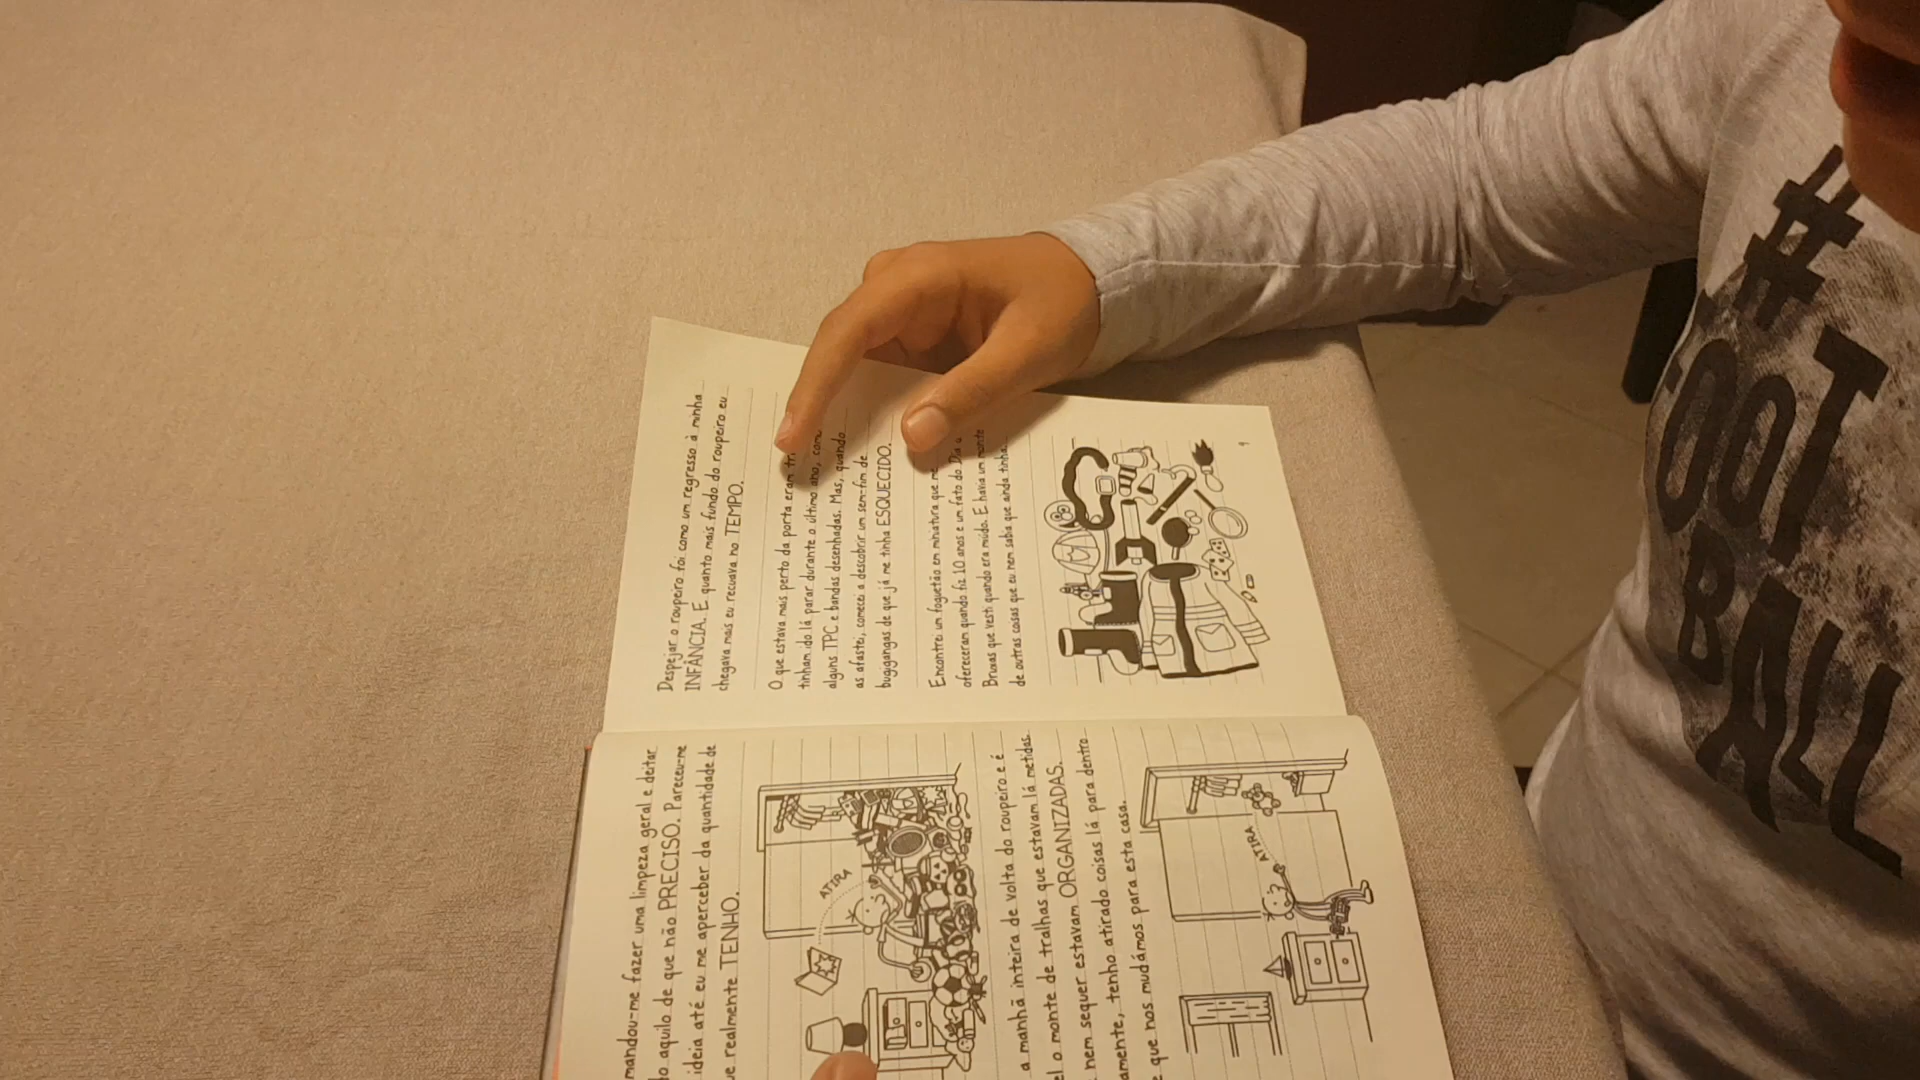 mandou-me fazer uma limpeza geral e deitar
aquilo de que não PRECISO. Pareceu-me
ideia até eu me aperceber da quantidade de
realmente TENHO.
ATIRA
a manhã inteira de volta do roupeiro e é
o monte de tralhas que estavam lá metidas.
nem sequer estavam ORGANIZADAS.
tenho atirado coisas lá para dentro
que nos mudámos para esta casa.
ATIRA
Despejar o roupeiro foi como um regresso à minha
INFÂNCIA. E quanto mais fundo do roupeiro eu
chegava mais eu recuava no TEMPO.
O que estava mais perto da porta eram
tinham ido lá parar durante o último ano, como
alguns TPC e bandas desenhadas. Mas, quando
as afastei, comecei a descobrir um sem-fim de
bugigangas de que já me tinha ESQUECIDO.
Encontrei um foguetão em miniatura que me
ofereceram quando fiz 10 anos e um fato do Dia
Bruxas que vesti quando era miúdo. E havia um monte
de outras coisas que eu nem sabia que ainda tinha.
9
#
FOOT
BALL